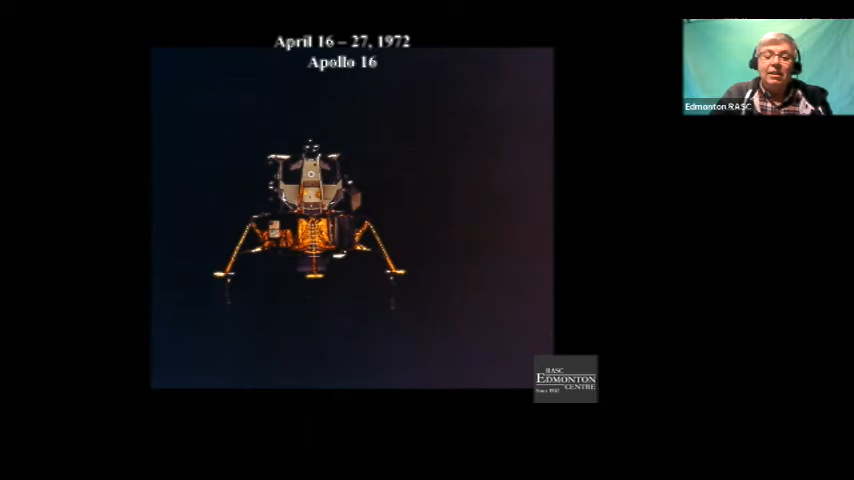 April 16 – 27, 1972
Apollo 16
Edmonton RASC
RASC
EDMONTON
CENTRE